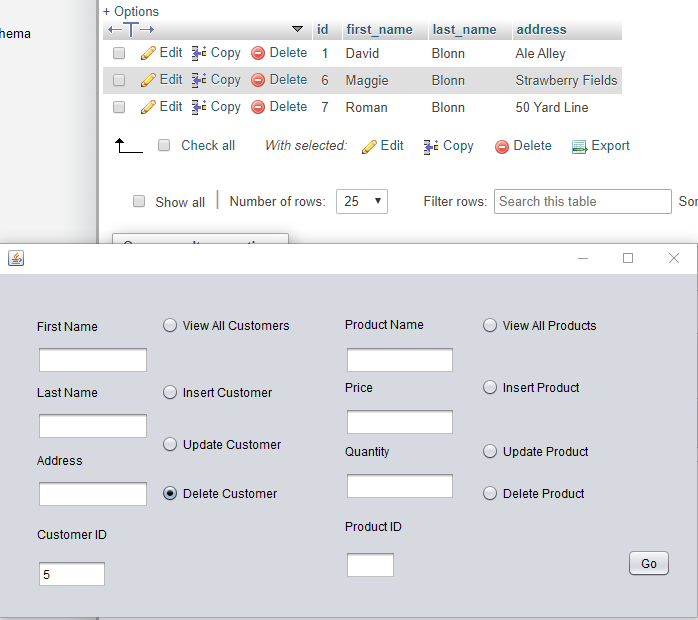 + Options
hema
id first_name last_name address
Edit Copy Delete 1 David Blonn Ale Alley
Edit Copy Delete 6 Maggie Blonn Strawberry Fields
Edit Copy Delete 7 Roman Blonn 50 Yard Line
Check all With selected: Edit Copy Delete Export
Show all Number of rows: 25 Filter rows: Search this table Sor
First Name View All Customers Product Name View All Products
Last Name Insert Customer Price Insert Product
Address Update Customer Quantity Update Product
Delete Customer Delete Product
Customer ID Product ID
5 Go